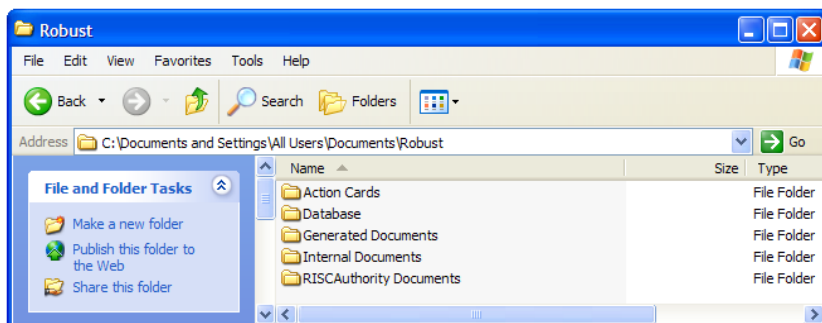 Robust
File Edit View Favorites Tools Help
Back Search Folders
Address C:\Documents and Settings\All Users\Documents\Robust Go
Name Size Type
File and Folder Tasks
Make a new folder
Publish this folder to
the Web
Share this folder
Action Cards File Folder
Database File Folder
Generated Documents File Folder
Internal Documents File Folder
RISCAuthority Documents File Folder